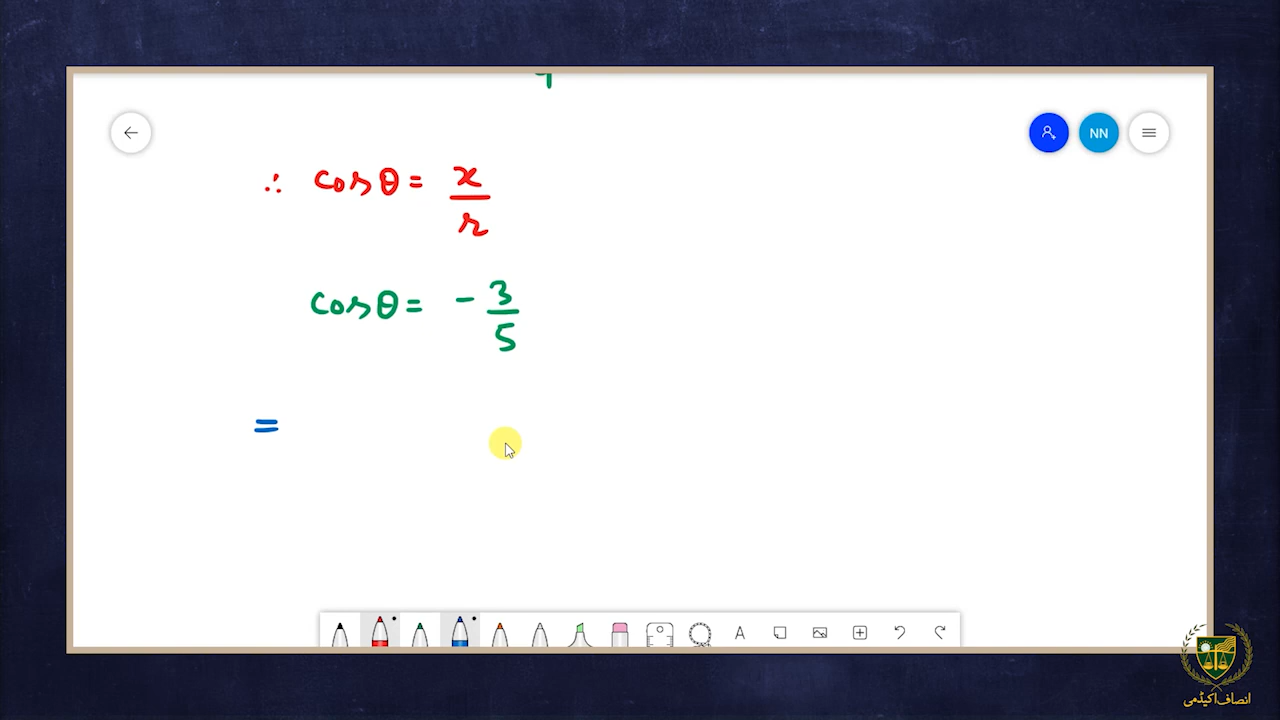 NN
∴ cosθ = x/r
cosθ = - 3/5
=
A
انصاف اکیڈمی